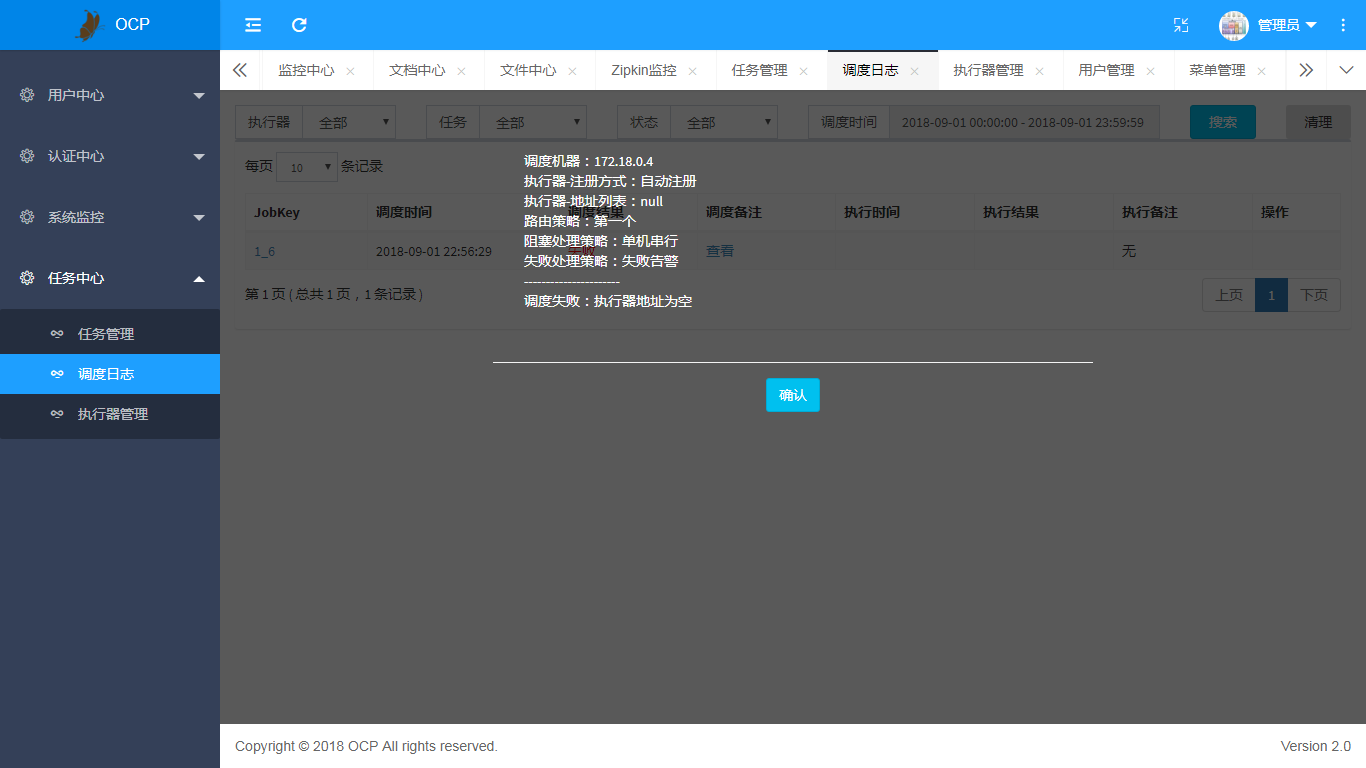 OCP
管理员
监控中心 文档中心 文件中心 Zipkin监控 任务管理 调度日志 执行器管理 用户管理 菜单管理
用户中心
认证中心
系统监控
任务中心
任务管理
调度日志
执行器管理
执行器 全部 任务 全部 状态 全部 调度时间 2018-09-01 00:00:00 - 2018-09-01 23:59:59 搜索 清理
每页 10 条记录
JobKey 调度时间 调度结果 调度备注 执行时间 执行结果 执行备注 操作
1_6 2018-09-01 22:56:29 失败 查看 无
第 1 页 ( 总共 1 页，1 条记录 ) 上页 1 下页
调度机器：172.18.0.4
执行器-注册方式：自动注册
执行器-地址列表：null
路由策略：第一个
阻塞处理策略：单机串行
失败处理策略：失败告警
----------------------
调度失败：执行器地址为空
确认
Copyright © 2018 OCP All rights reserved. Version 2.0